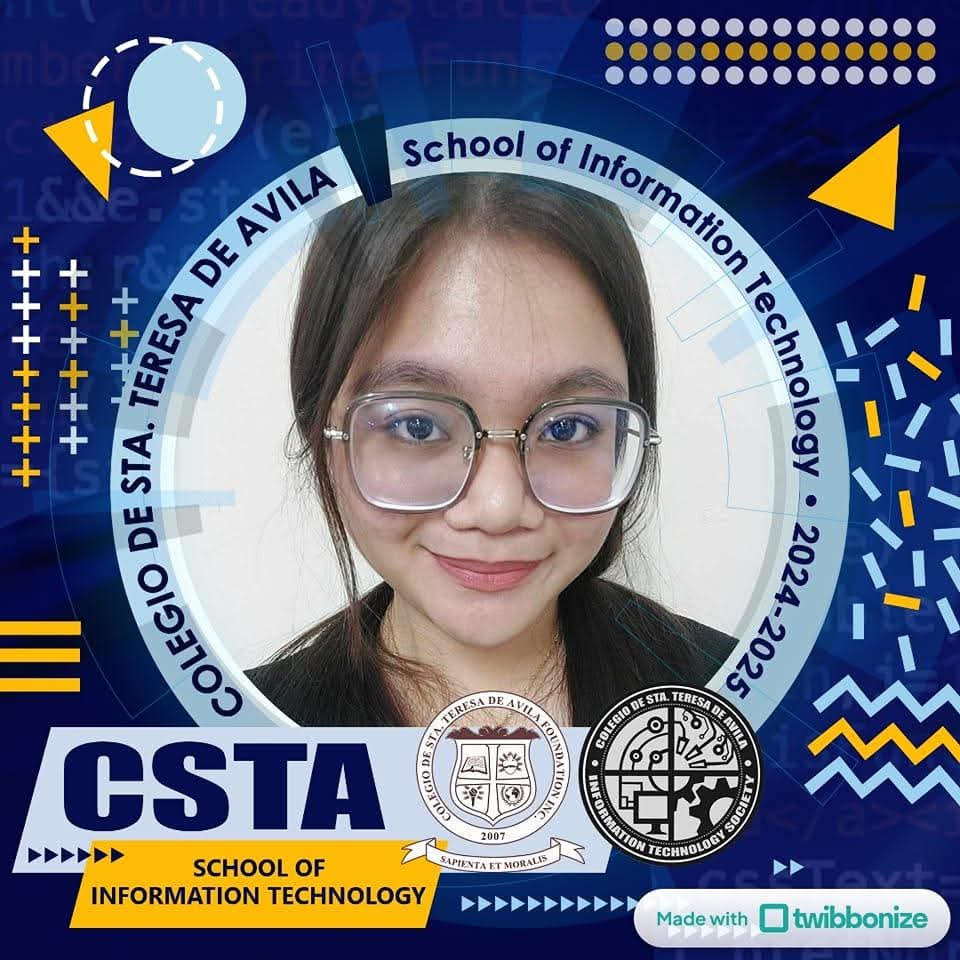 COLEGIO DE STA. TERESA DE AVILA
School of Information Technology • 2024-2025
CSTA
SCHOOL OF
INFORMATION TECHNOLOGY
COLEGIO DE STA. TERESA DE AVILA FOUNDATION INC.
2007
SAPIENTA ET MORALIS
COLEGIO DE STA. TERESA DE AVILA
• INFORMATION TECHNOLOGY SOCIETY •
Made with twibbonize